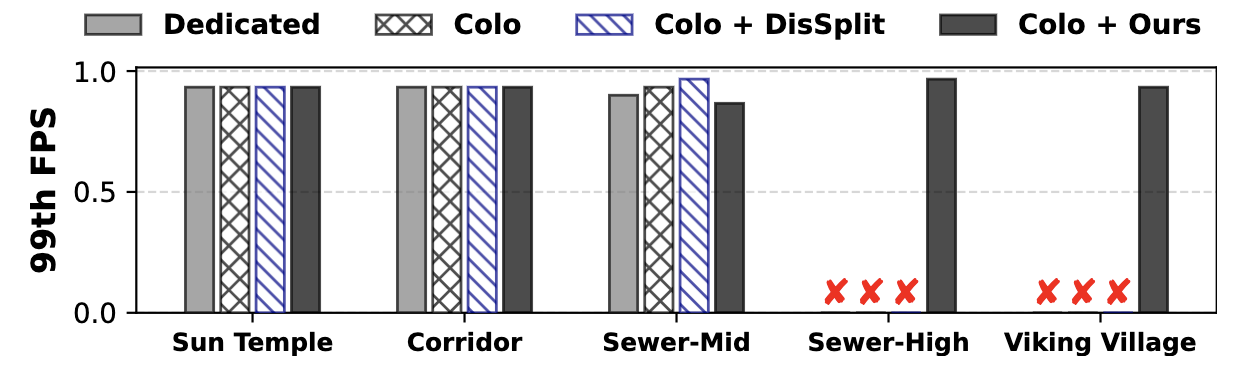 Dedicated Colo Colo + DisSplit Colo + Ours
99th FPS
1.0
0.5
0.0
Sun Temple Corridor Sewer-Mid Sewer-High Viking Village